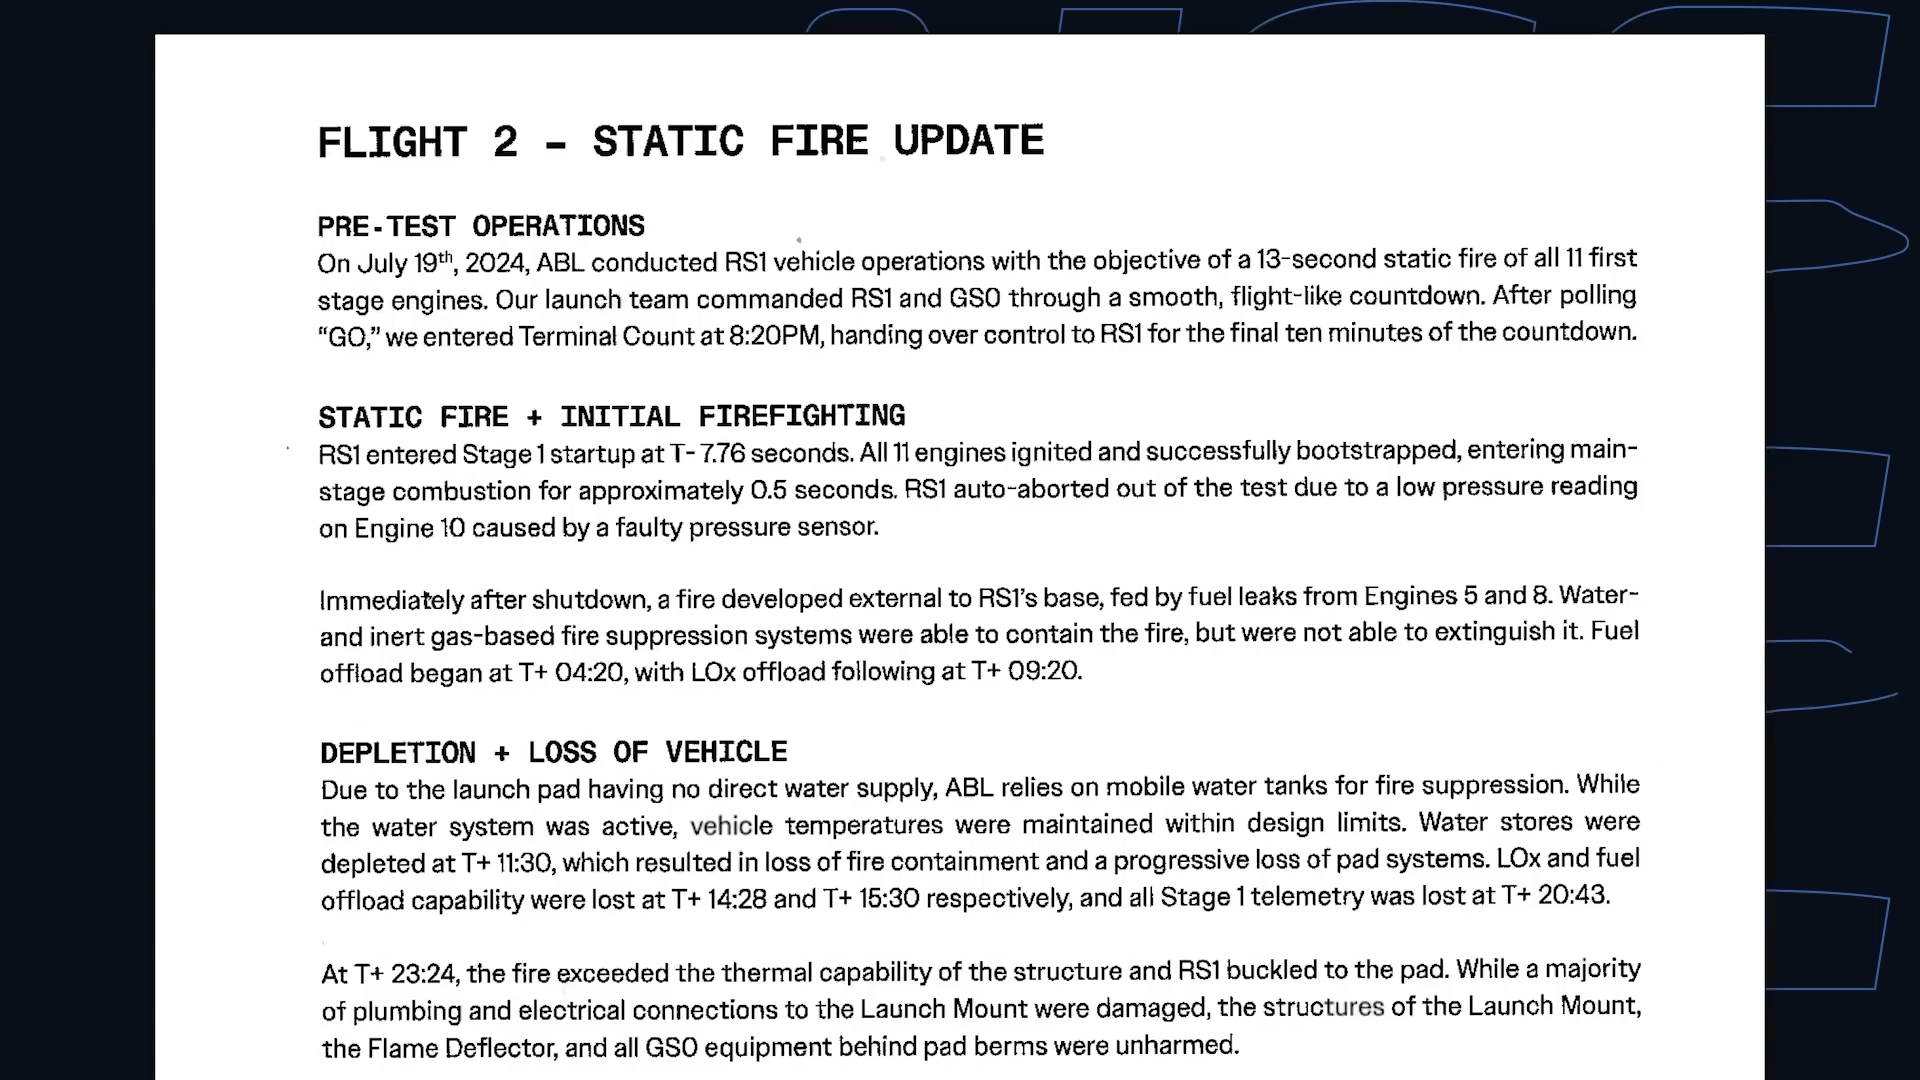 FLIGHT 2 – STATIC FIRE UPDATE
PRE-TEST OPERATIONS
On July 19th, 2024, ABL conducted RS1 vehicle operations with the objective of a 13-second static fire of all 11 first
stage engines. Our launch team commanded RS1 and GS0 through a smooth, flight-like countdown. After polling
“GO,” we entered Terminal Count at 8:20PM, handing over control to RS1 for the final ten minutes of the countdown.
STATIC FIRE + INITIAL FIREFIGHTING
RS1 entered Stage 1 startup at T- 7.76 seconds. All 11 engines ignited and successfully bootstrapped, entering main-
stage combustion for approximately 0.5 seconds. RS1 auto-aborted out of the test due to a low pressure reading
on Engine 10 caused by a faulty pressure sensor.
Immediately after shutdown, a fire developed external to RS1’s base, fed by fuel leaks from Engines 5 and 8. Water-
and inert gas-based fire suppression systems were able to contain the fire, but were not able to extinguish it. Fuel
offload began at T+ 04:20, with LOx offload following at T+ 09:20.
DEPLETION + LOSS OF VEHICLE
Due to the launch pad having no direct water supply, ABL relies on mobile water tanks for fire suppression. While
the water system was active, vehicle temperatures were maintained within design limits. Water stores were
depleted at T+ 11:30, which resulted in loss of fire containment and a progressive loss of pad systems. LOx and fuel
offload capability were lost at T+ 14:28 and T+ 15:30 respectively, and all Stage 1 telemetry was lost at T+ 20:43.
At T+ 23:24, the fire exceeded the thermal capability of the structure and RS1 buckled to the pad. While a majority
of plumbing and electrical connections to the Launch Mount were damaged, the structures of the Launch Mount,
the Flame Deflector, and all GS0 equipment behind pad berms were unharmed.